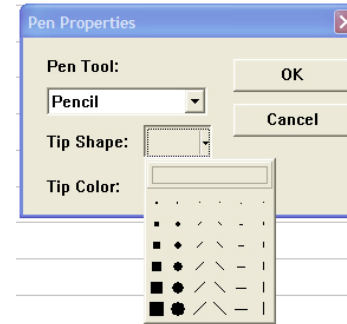 Pen Properties
Pen Tool:
OK
Pencil
Cancel
Tip Shape:
Tip Color: